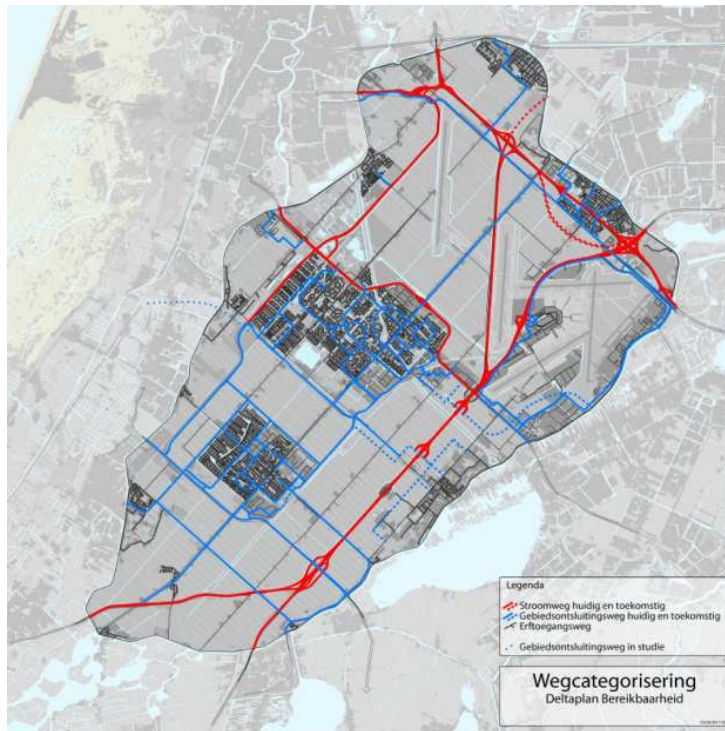 Legenda
Stroomweg huidig en toekomstig
Gebiedsontsluitingsweg huidig en toekomstig
Erftoegangsweg
Gebiedsontsluitingsweg in studie
Wegcategorisering
Deltaplan Bereikbaarheid